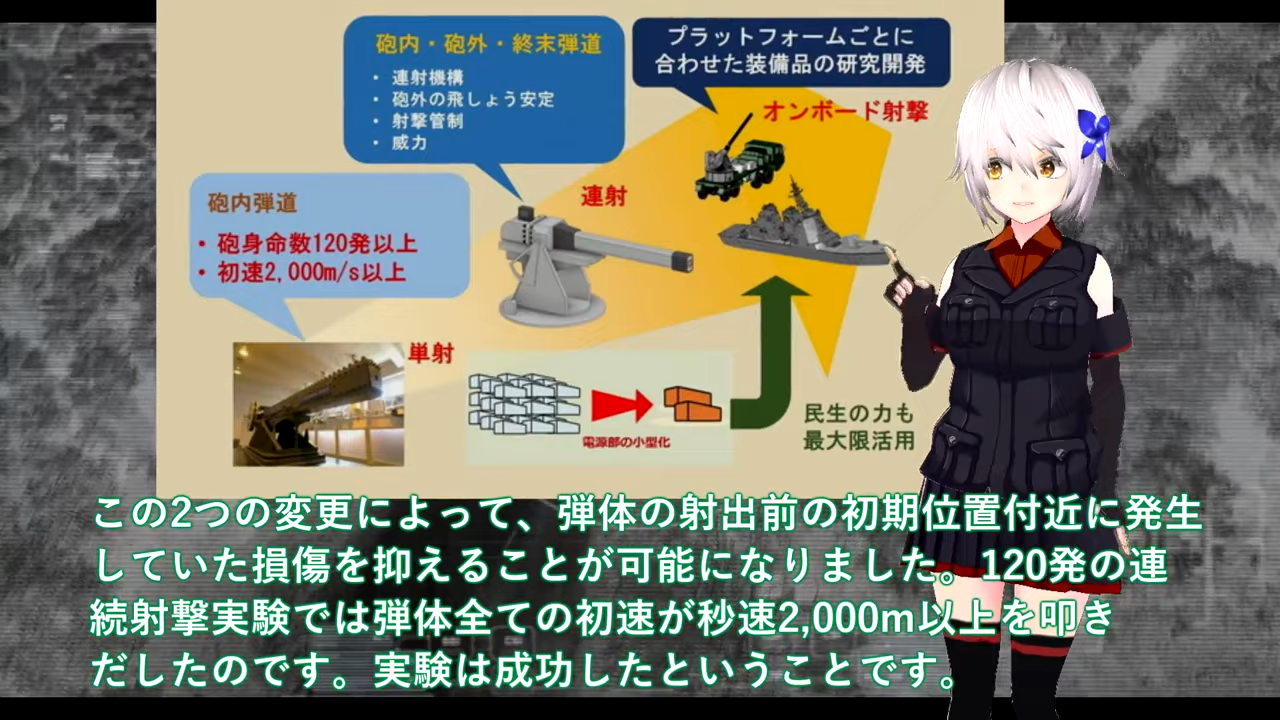 砲内・砲外・終末弾道
・ 連射機構
・ 砲外の飛しょう安定
・ 射撃管制
・ 威力
プラットフォームごとに
合わせた装備品の研究開発
オンボード射撃
砲内弾道
・ 砲身命数120発以上
・ 初速2,000m/s以上
連射
単射
電源部の小型化
民生の力も
最大限活用
この2つの変更によって、弾体の射出前の初期位置付近に発生
していた損傷を抑えることが可能になりました。120発の連
続射撃実験では弾体全ての初速が秒速2,000m以上を叩き
だしたのです。実験は成功したということです。